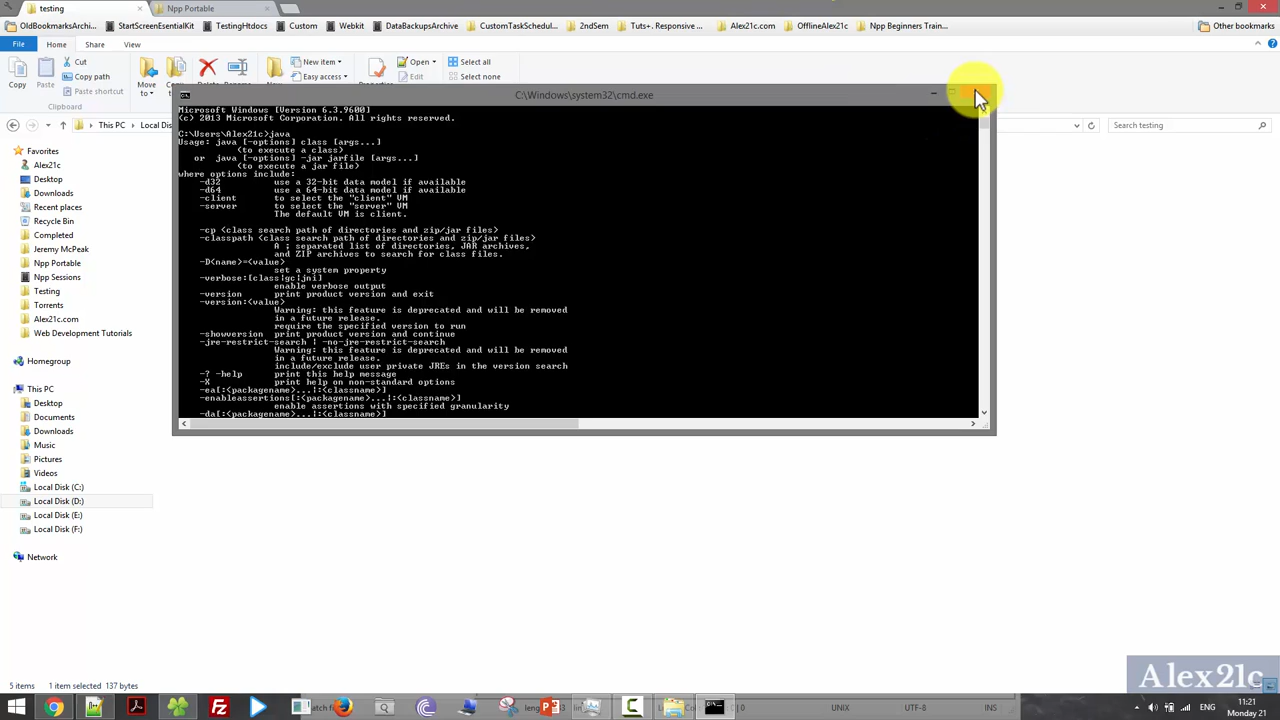 testing
Npp Portable
OldBookmarksArchi...
StartScreenEsentialKit
TestingHtdocs
Custom
Webkit
DataBackupsArchive
CustomTaskSchedul...
2ndSem
Tuts+. Responsive ...
Alex21c.com
OfflineAlex21c
Npp Beginners Train...
Other bookmarks
File
Home
Share
View
Copy
Paste
Cut
Copy path
Paste shortcut
Clipboard
Move
to
New item
Easy access
New
Open
Edit
Select all
Select none
This PC
Local Dis
Search testing
C:\Windows\system32\cmd.exe
Microsoft Windows [Version 6.3.9600]
(c) 2013 Microsoft Corporation. All rights reserved.
C:\Users\Alex21c>java
Usage: java [-options] class [args...]
(to execute a class)
or java [-options] -jar jarfile [args...]
(to execute a jar file)
where options include:
-d32 use a 32-bit data model if available
-d64 use a 64-bit data model if available
-client to select the "client" VM
-server to select the "server" VM
The default VM is client.
-cp <class search path of directories and zip/jar files>
-classpath <class search path of directories and zip/jar files>
A ; separated list of directories, JAR archives,
and ZIP archives to search for class files.
-D<name>=<value>
set a system property
-verbose:[class|gc|jni]
enable verbose output
-version print product version and exit
-version:<value>
Warning: this feature is deprecated and will be removed
in a future release.
require the specified version to run
-showversion print product version and continue
-jre-restrict-search | -no-jre-restrict-search
Warning: this feature is deprecated and will be removed
in a future release.
include/exclude user private JREs in the version search
-? -help print this help message
-X print help on non-standard options
-ea[:<packagename>...|:<classname>]
-enableassertions[:<packagename>...|:<classname>]
enable assertions with specified granularity
-da[:<packagename>...|:<classname>]
Favorites
Alex21c
Desktop
Downloads
Recent places
Recycle Bin
Completed
Jeremy McPeak
Npp Portable
Npp Sessions
Testing
Torrents
Alex21c.com
Web Development Tutorials
Homegroup
This PC
Desktop
Documents
Downloads
Music
Pictures
Videos
Local Disk (C:)
Local Disk (D:)
Local Disk (E:)
Local Disk (F:)
Network
5 items
1 item selected 137 bytes
Alex21c
UNIX
UTF-8
INS
11:21
Monday 21